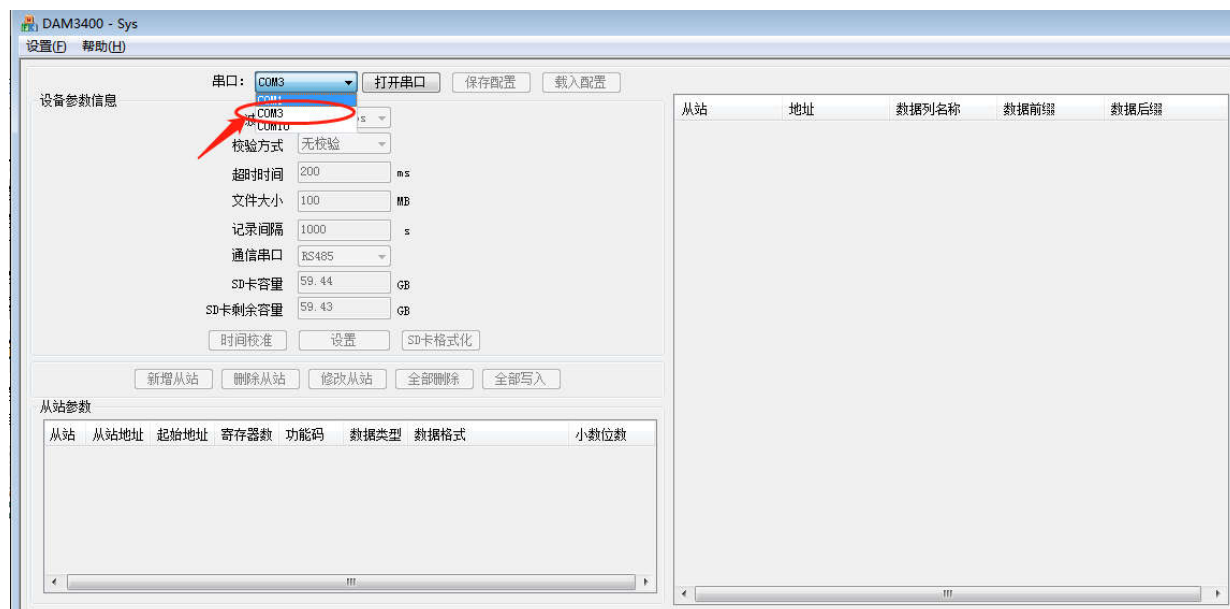 DAM3400 - Sys
设置(F) 帮助(H)
串口: COM3 打开串口 保存配置 载入配置
设备参数信息
COM1
COM3
COM10
校验方式 无校验
超时时间 200 ms
文件大小 100 MB
记录间隔 1000 s
通信串口 RS485
SD卡容量 59.44 GB
SD卡剩余容量 59.43 GB
时间校准 设置 SD卡格式化
新增从站 删除从站 修改从站 全部删除 全部写入
从站参数
从站 从站地址 起始地址 寄存器数 功能码 数据类型 数据格式 小数位数
从站 地址 数据列名称 数据前缀 数据后缀